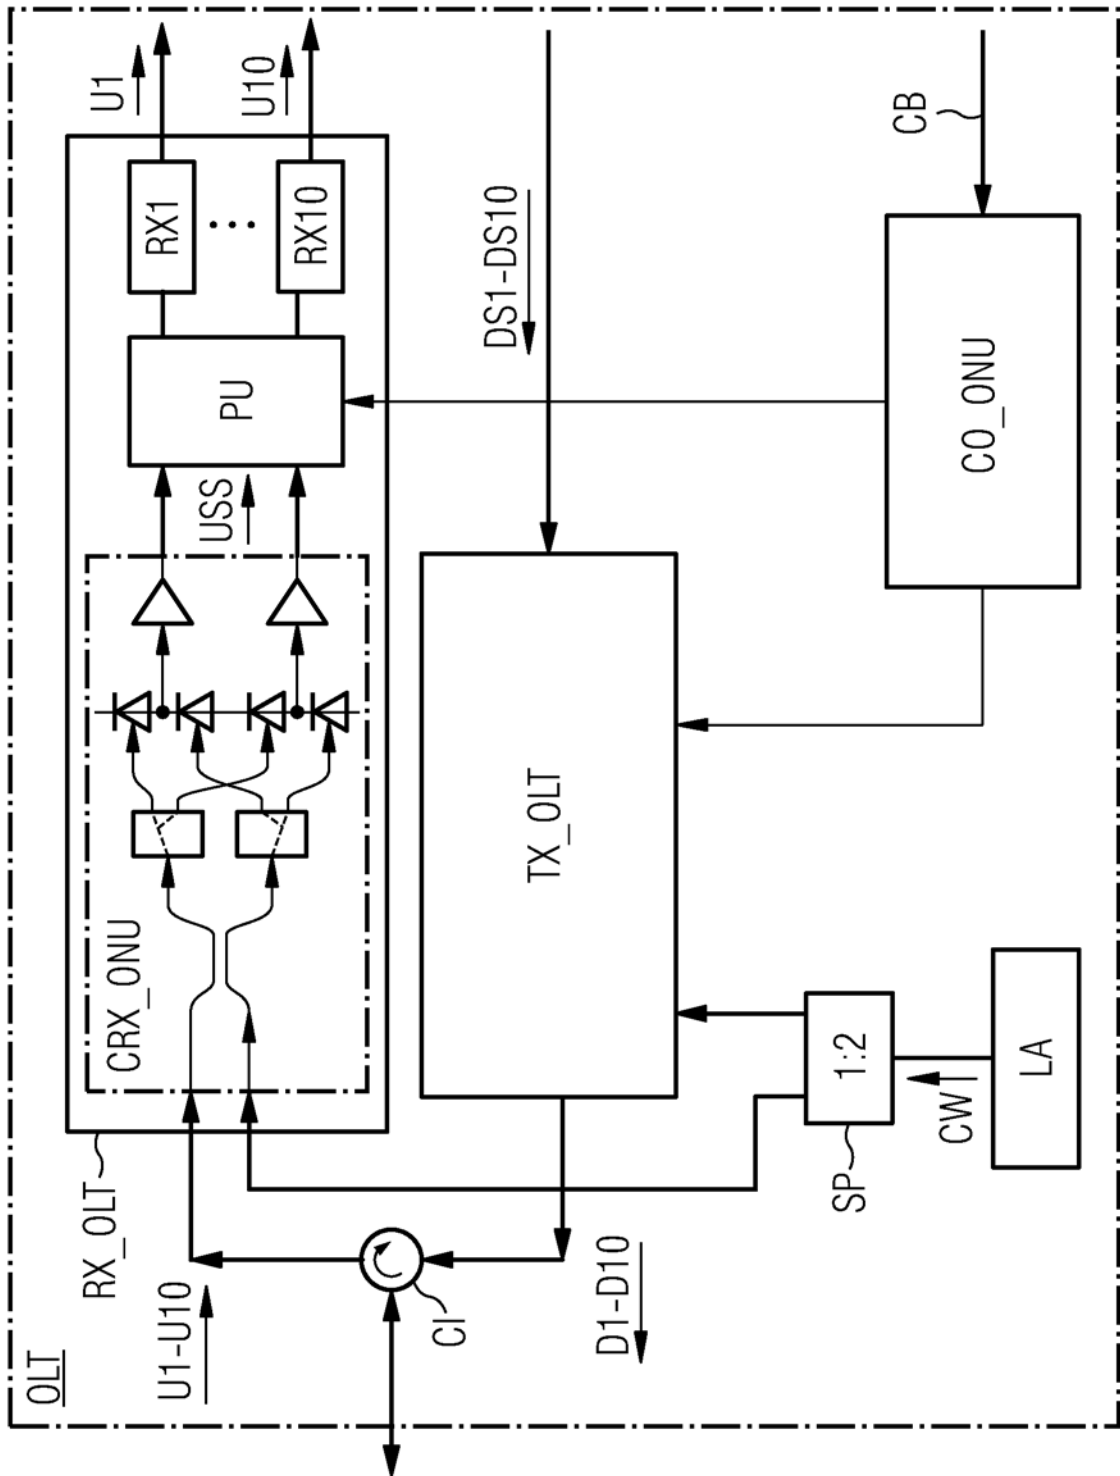 OLT
U1-U10
RX_OLT
CRX_ONU
USS
PU
RX1
...
RX10
U1
U10
CI
D1-D10
TX_OLT
DS1-DS10
SP
1:2
CW
LA
CO_ONU
CB